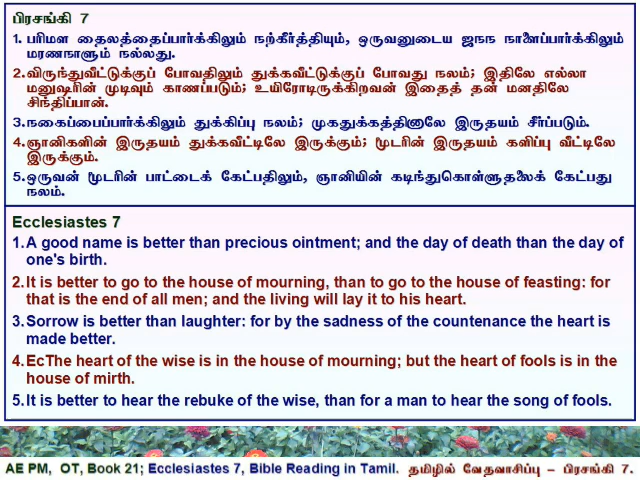 பிரசங்கி 7
1. பரிமள தைலத்தைப்பார்க்கிலும் நற்கீர்த்தியும், ஒருவனுடைய ஜநந நாளைப்பார்க்கிலும்
மரணநாளும் நல்லது.
2.விருந்துவீட்டுக்குப் போவதிலும் துக்கவீட்டுக்குப் போவது நலம்; இதிலே எல்லா
மனுஷரின் முடிவும் காணப்படும்; உயிரோடிருக்கிறவன் இதைத் தன் மனதிலே
சிந்திப்பான்.
3.நகைப்பைப்பார்க்கிலும் துக்கிப்பு நலம்; முகதுக்கத்தினாலே இருதயம் சீர்ப்படும்.
4.ஞானிகளின் இருதயம் துக்கவீட்டிலே இருக்கும்; மூடரின் இருதயம் களிப்பு வீட்டிலே
இருக்கும்.
5.ஒருவன் மூடரின் பாட்டைக் கேட்பதிலும், ஞானியின் கடிந்துகொள்ளுதலைக் கேட்பது
நலம்.
Ecclesiastes 7
1.A good name is better than precious ointment; and the day of death than the day of
one's birth.
2.It is better to go to the house of mourning, than to go to the house of feasting: for
that is the end of all men; and the living will lay it to his heart.
3.Sorrow is better than laughter: for by the sadness of the countenance the heart is
made better.
4.EcThe heart of the wise is in the house of mourning; but the heart of fools is in the
house of mirth.
5.It is better to hear the rebuke of the wise, than for a man to hear the song of fools.
AE PM, OT, Book 21; Ecclesiastes 7, Bible Reading in Tamil. தமிழில் வேதவாசிப்பு – பிரசங்கி 7.